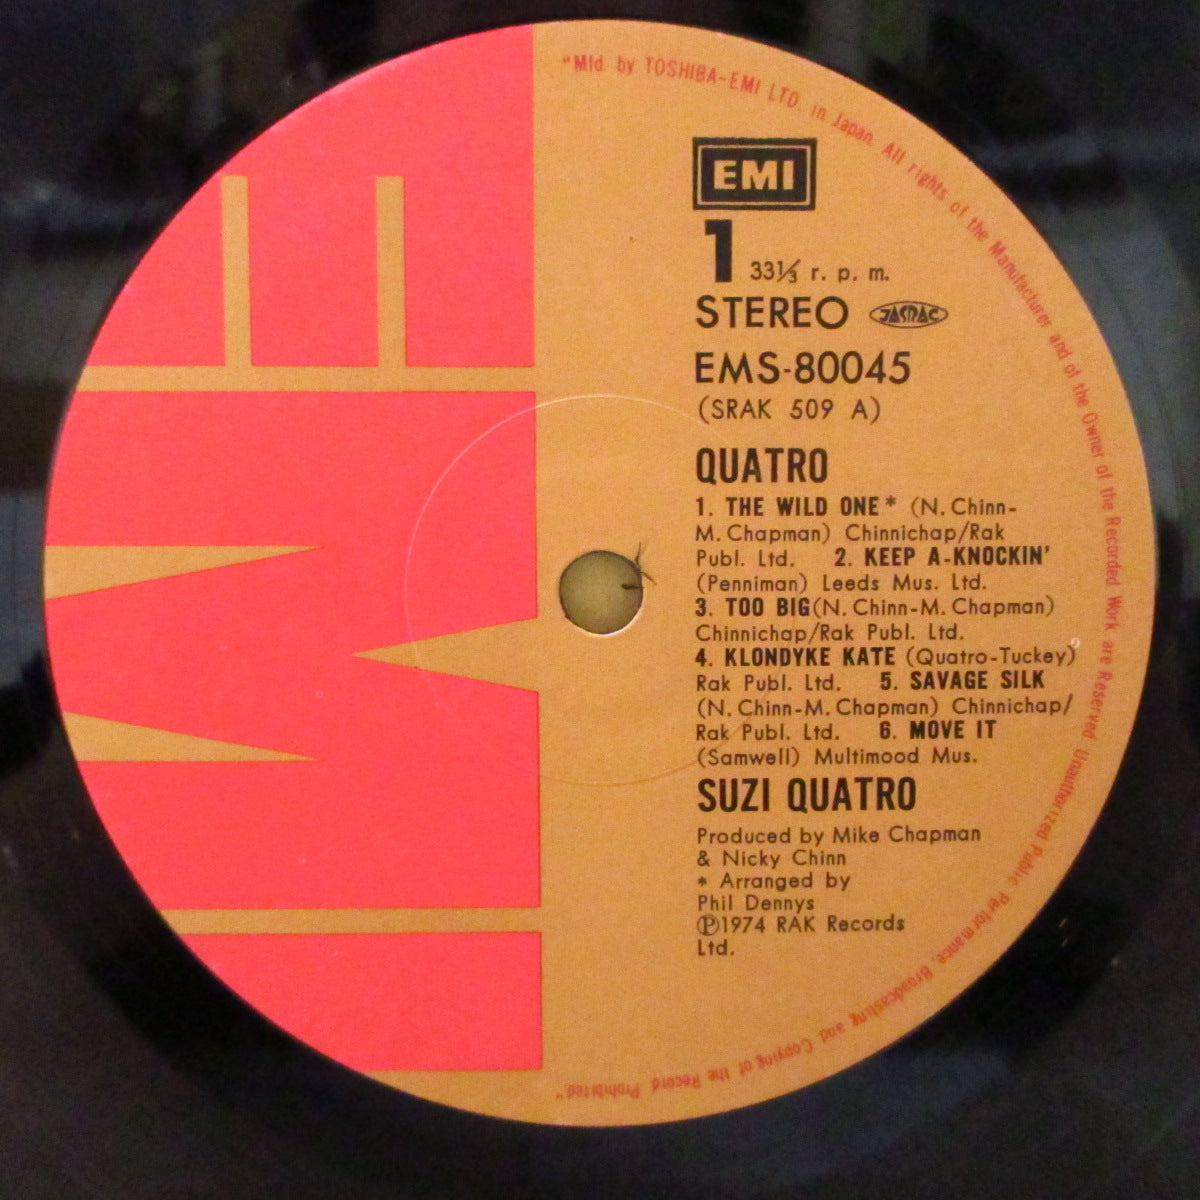 "Mfd. by TOSHIBA-EMI LTD. in Japan. All rights of the Manufacturer and of the Owner of the Recorded Work are Reserved. Unauthorized Public Performance, Broadcasting and Copying of the Record Prohibited"
EMI
EMI
1 33⅓ r. p. m.
STEREO JASRAC
EMS-80045
(SRAK 509 A)
QUATRO
1. THE WILD ONE* (N. Chinn-
M. Chapman) Chinnichap/Rak
Publ. Ltd. 2. KEEP A-KNOCKIN'
(Penniman) Leeds Mus. Ltd.
3. TOO BIG (N. Chinn-M. Chapman)
Chinnichap/Rak Publ. Ltd.
4. KLONDYKE KATE (Quatro-Tuckey)
Rak Publ. Ltd. 5. SAVAGE SILK
(N. Chinn-M. Chapman) Chinnichap/
Rak Publ. Ltd. 6. MOVE IT
(Samwell) Multimood Mus.
SUZI QUATRO
Produced by Mike Chapman
& Nicky Chinn
* Arranged by
Phil Dennys
℗1974 RAK Records
Ltd.